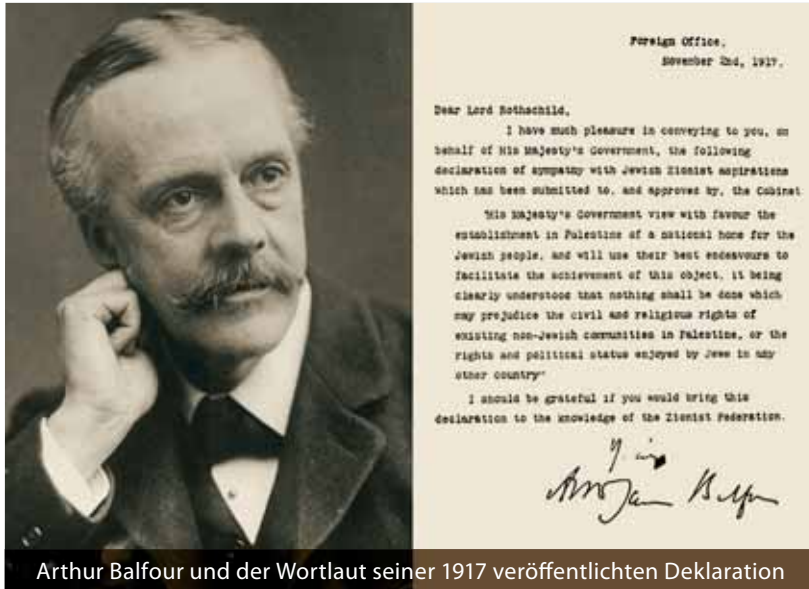 Foreign Office,
November 2nd, 1917.
Dear Lord Rothschild,
I have much pleasure in conveying to you, on
behalf of His Majesty's Government, the following
declaration of sympathy with Jewish Zionist aspirations
which has been submitted to, and approved by, the Cabinet
"His Majesty's Government view with favour the
establishment in Palestine of a national home for the
Jewish people, and will use their best endeavours to
facilitate the achievement of this object, it being
clearly understood that nothing shall be done which
may prejudice the civil and religious rights of
existing non-Jewish communities in Palestine, or the
rights and political status enjoyed by Jews in any
other country"
I should be grateful if you would bring this
declaration to the knowledge of the Zionist Federation.
Arthur James Balfour
Arthur Balfour und der Wortlaut seiner 1917 veröffentlichten Deklaration